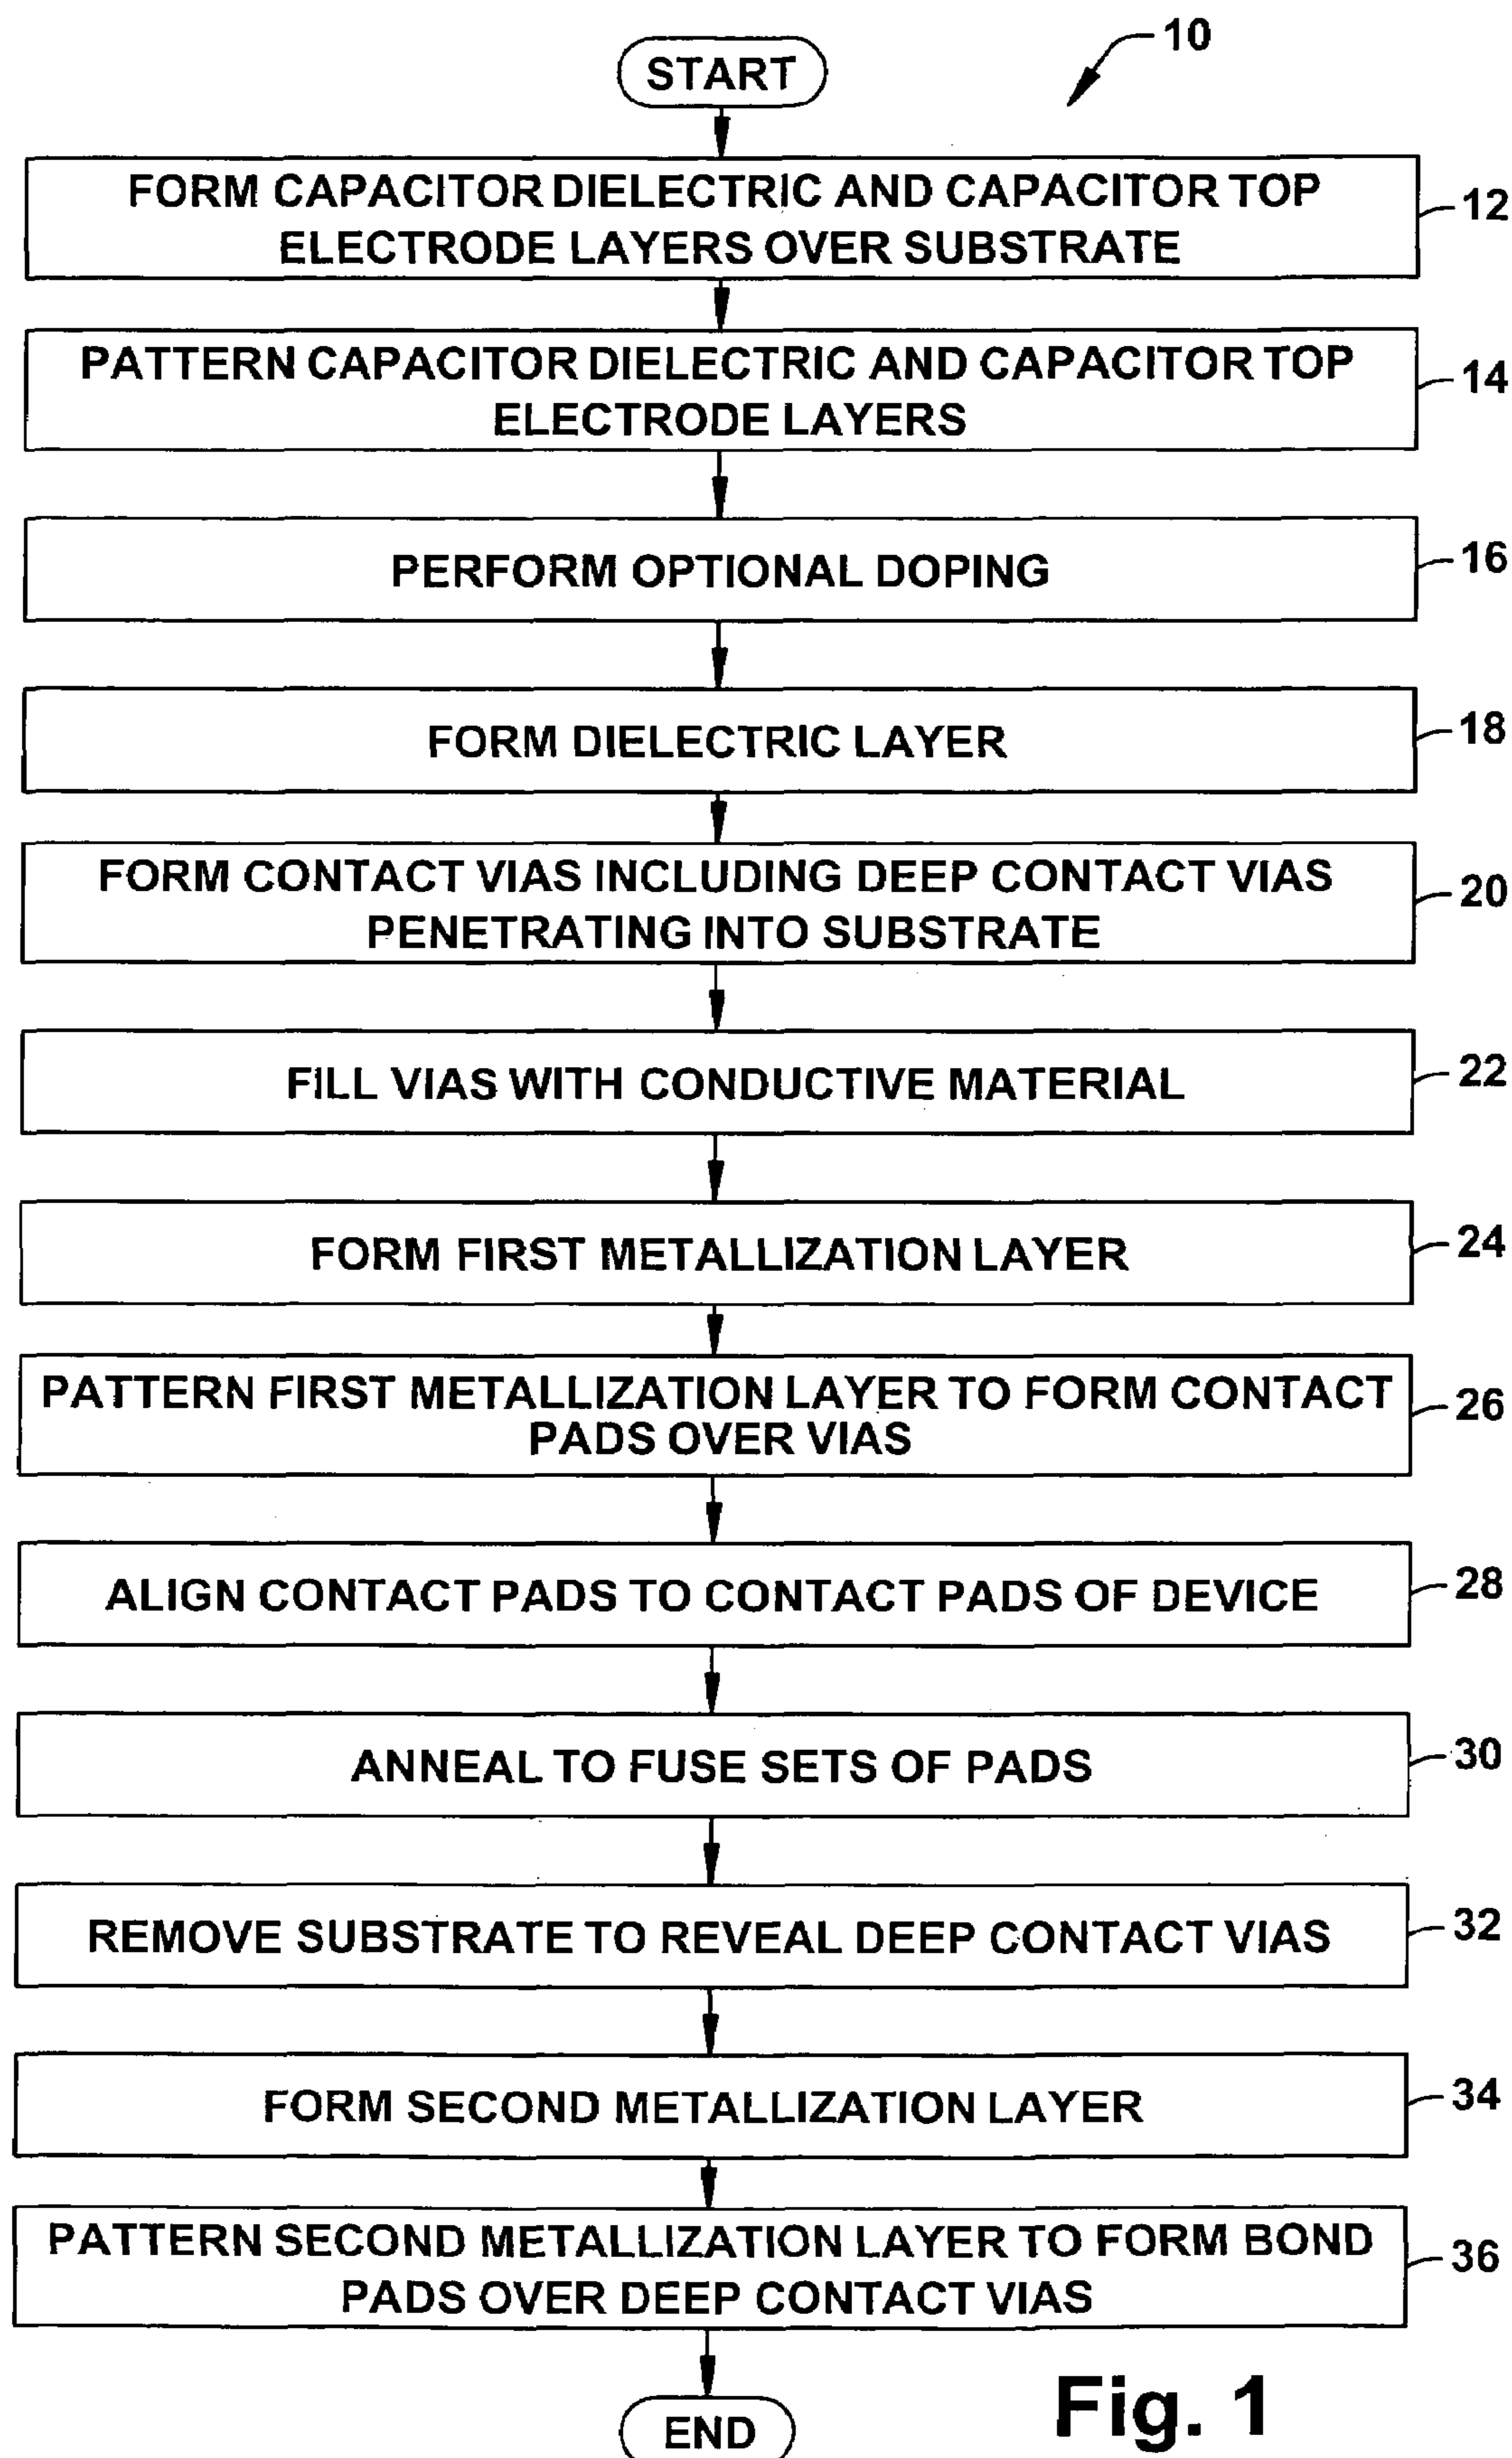 10
START
FORM CAPACITOR DIELECTRIC AND CAPACITOR TOP
ELECTRODE LAYERS OVER SUBSTRATE
12
PATTERN CAPACITOR DIELECTRIC AND CAPACITOR TOP
ELECTRODE LAYERS
14
PERFORM OPTIONAL DOPING
16
FORM DIELECTRIC LAYER
18
FORM CONTACT VIAS INCLUDING DEEP CONTACT VIAS
PENETRATING INTO SUBSTRATE
20
FILL VIAS WITH CONDUCTIVE MATERIAL
22
FORM FIRST METALLIZATION LAYER
24
PATTERN FIRST METALLIZATION LAYER TO FORM CONTACT
PADS OVER VIAS
26
ALIGN CONTACT PADS TO CONTACT PADS OF DEVICE
28
ANNEAL TO FUSE SETS OF PADS
30
REMOVE SUBSTRATE TO REVEAL DEEP CONTACT VIAS
32
FORM SECOND METALLIZATION LAYER
34
PATTERN SECOND METALLIZATION LAYER TO FORM BOND
PADS OVER DEEP CONTACT VIAS
36
END
Fig. 1